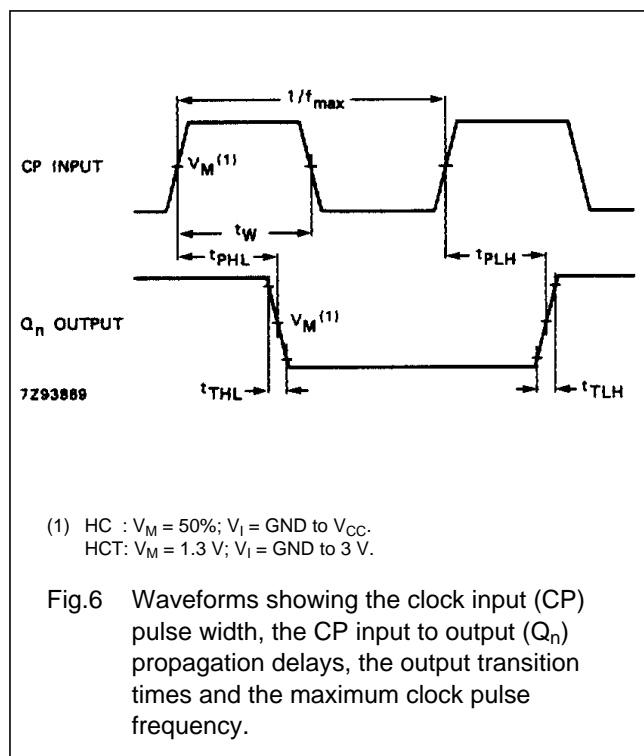 1/fmax
CP INPUT
VM(1)
tW
tPHL
tPLH
Qn OUTPUT
VM(1)
tTHL
tTLH
7Z93869
(1) HC : VM = 50%; VI = GND to VCC.
HCT: VM = 1.3 V; VI = GND to 3 V.
Fig.6 Waveforms showing the clock input (CP)
pulse width, the CP input to output (Qn)
propagation delays, the output transition
times and the maximum clock pulse
frequency.